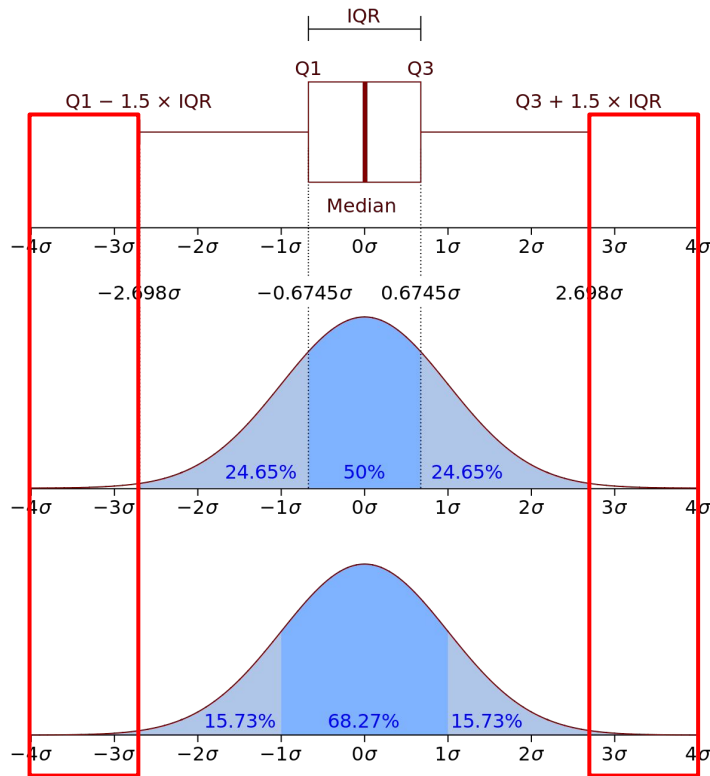 IQR
Q1 Q3
Q1 − 1.5 × IQR Q3 + 1.5 × IQR
Median
−4σ −3σ −2σ −1σ 0σ 1σ 2σ 3σ 4σ
−2.698σ −0.6745σ 0.6745σ 2.698σ
24.65% 50% 24.65%
−4σ −3σ −2σ −1σ 0σ 1σ 2σ 3σ 4σ
15.73% 68.27% 15.73%
−4σ −3σ −2σ −1σ 0σ 1σ 2σ 3σ 4σ